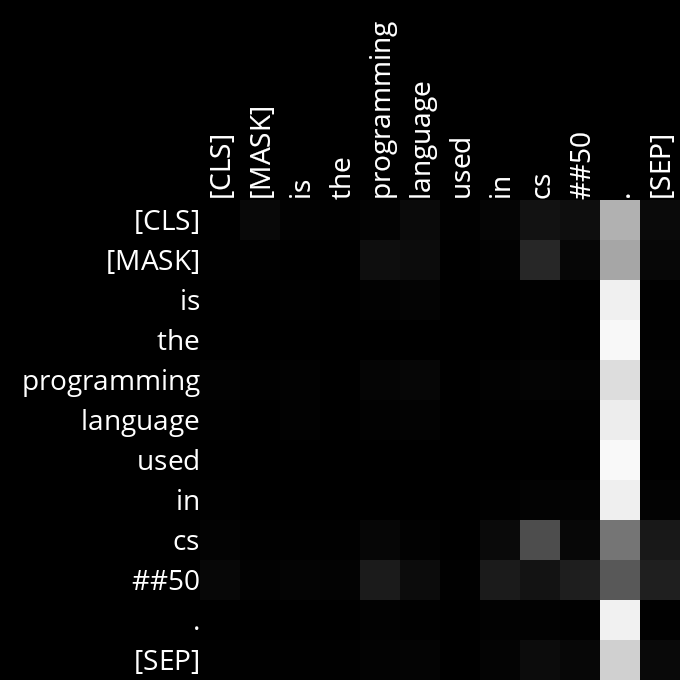 [CLS]
[MASK]
is
the
programming
language
used
in
cs
##50
.
[SEP]
[CLS]
[MASK]
is
the
programming
language
used
in
cs
##50
.
[SEP]